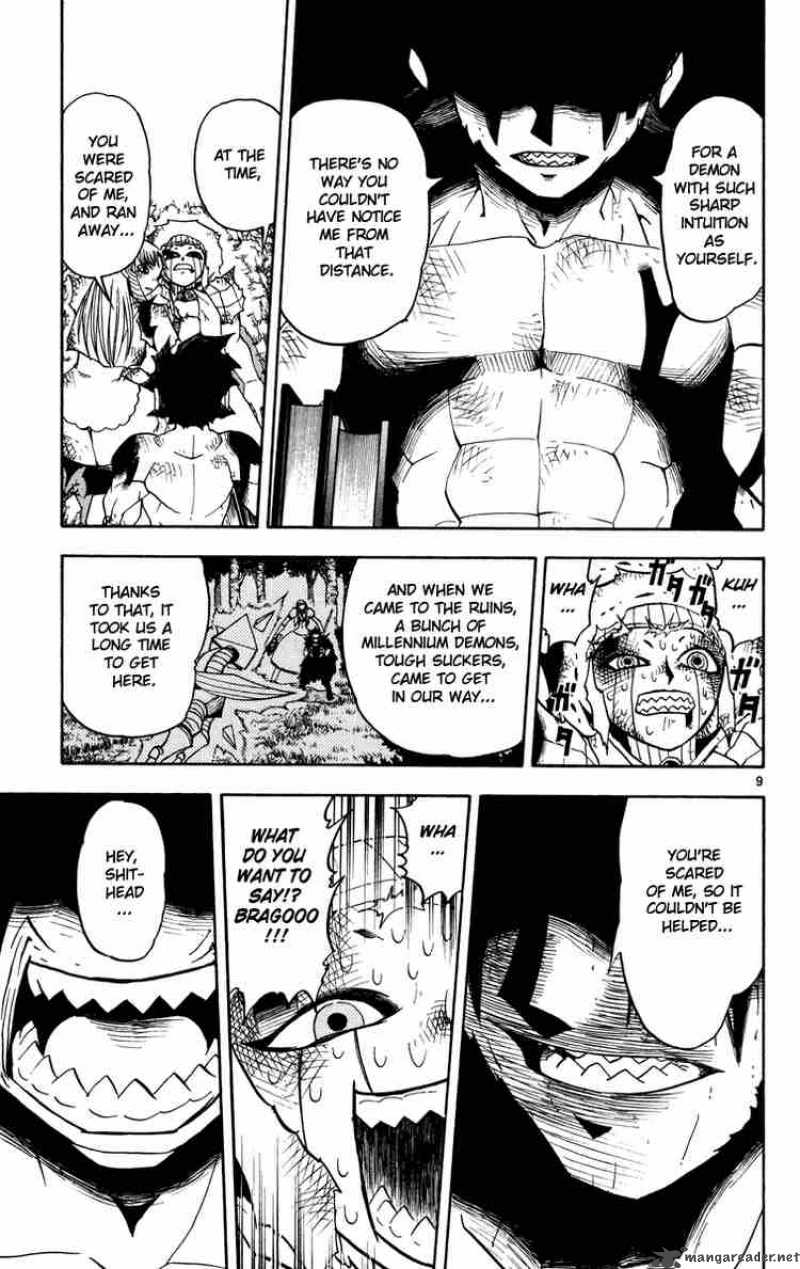 FOR A
DEMON
WITH SUCH
SHARP
INTUITION
AS
YOURSELF.
THERE'S NO
WAY YOU
COULDN'T
HAVE NOTICE
ME FROM
THAT
DISTANCE.
AT THE
TIME,
YOU
WERE
SCARED
OF ME,
AND RAN
AWAY...
KUH
...
WHA
...
ガタ
ガタ
ガタ
ガタ
AND WHEN WE
CAME TO THE RUINS,
A BUNCH OF
MILLENNIUM DEMONS,
TOUGH SUCKERS,
CAME TO GET
IN OUR WAY...
THANKS
TO THAT, IT
TOOK US A
LONG TIME
TO GET
HERE.
9
YOU'RE
SCARED
OF ME, SO IT
COULDN'T BE
HELPED...
WHA
...
WHAT
DO YOU
WANT TO
SAY!?
BRAGOOO
!!!
HEY,
SHIT-
HEAD
...
mangareader.net